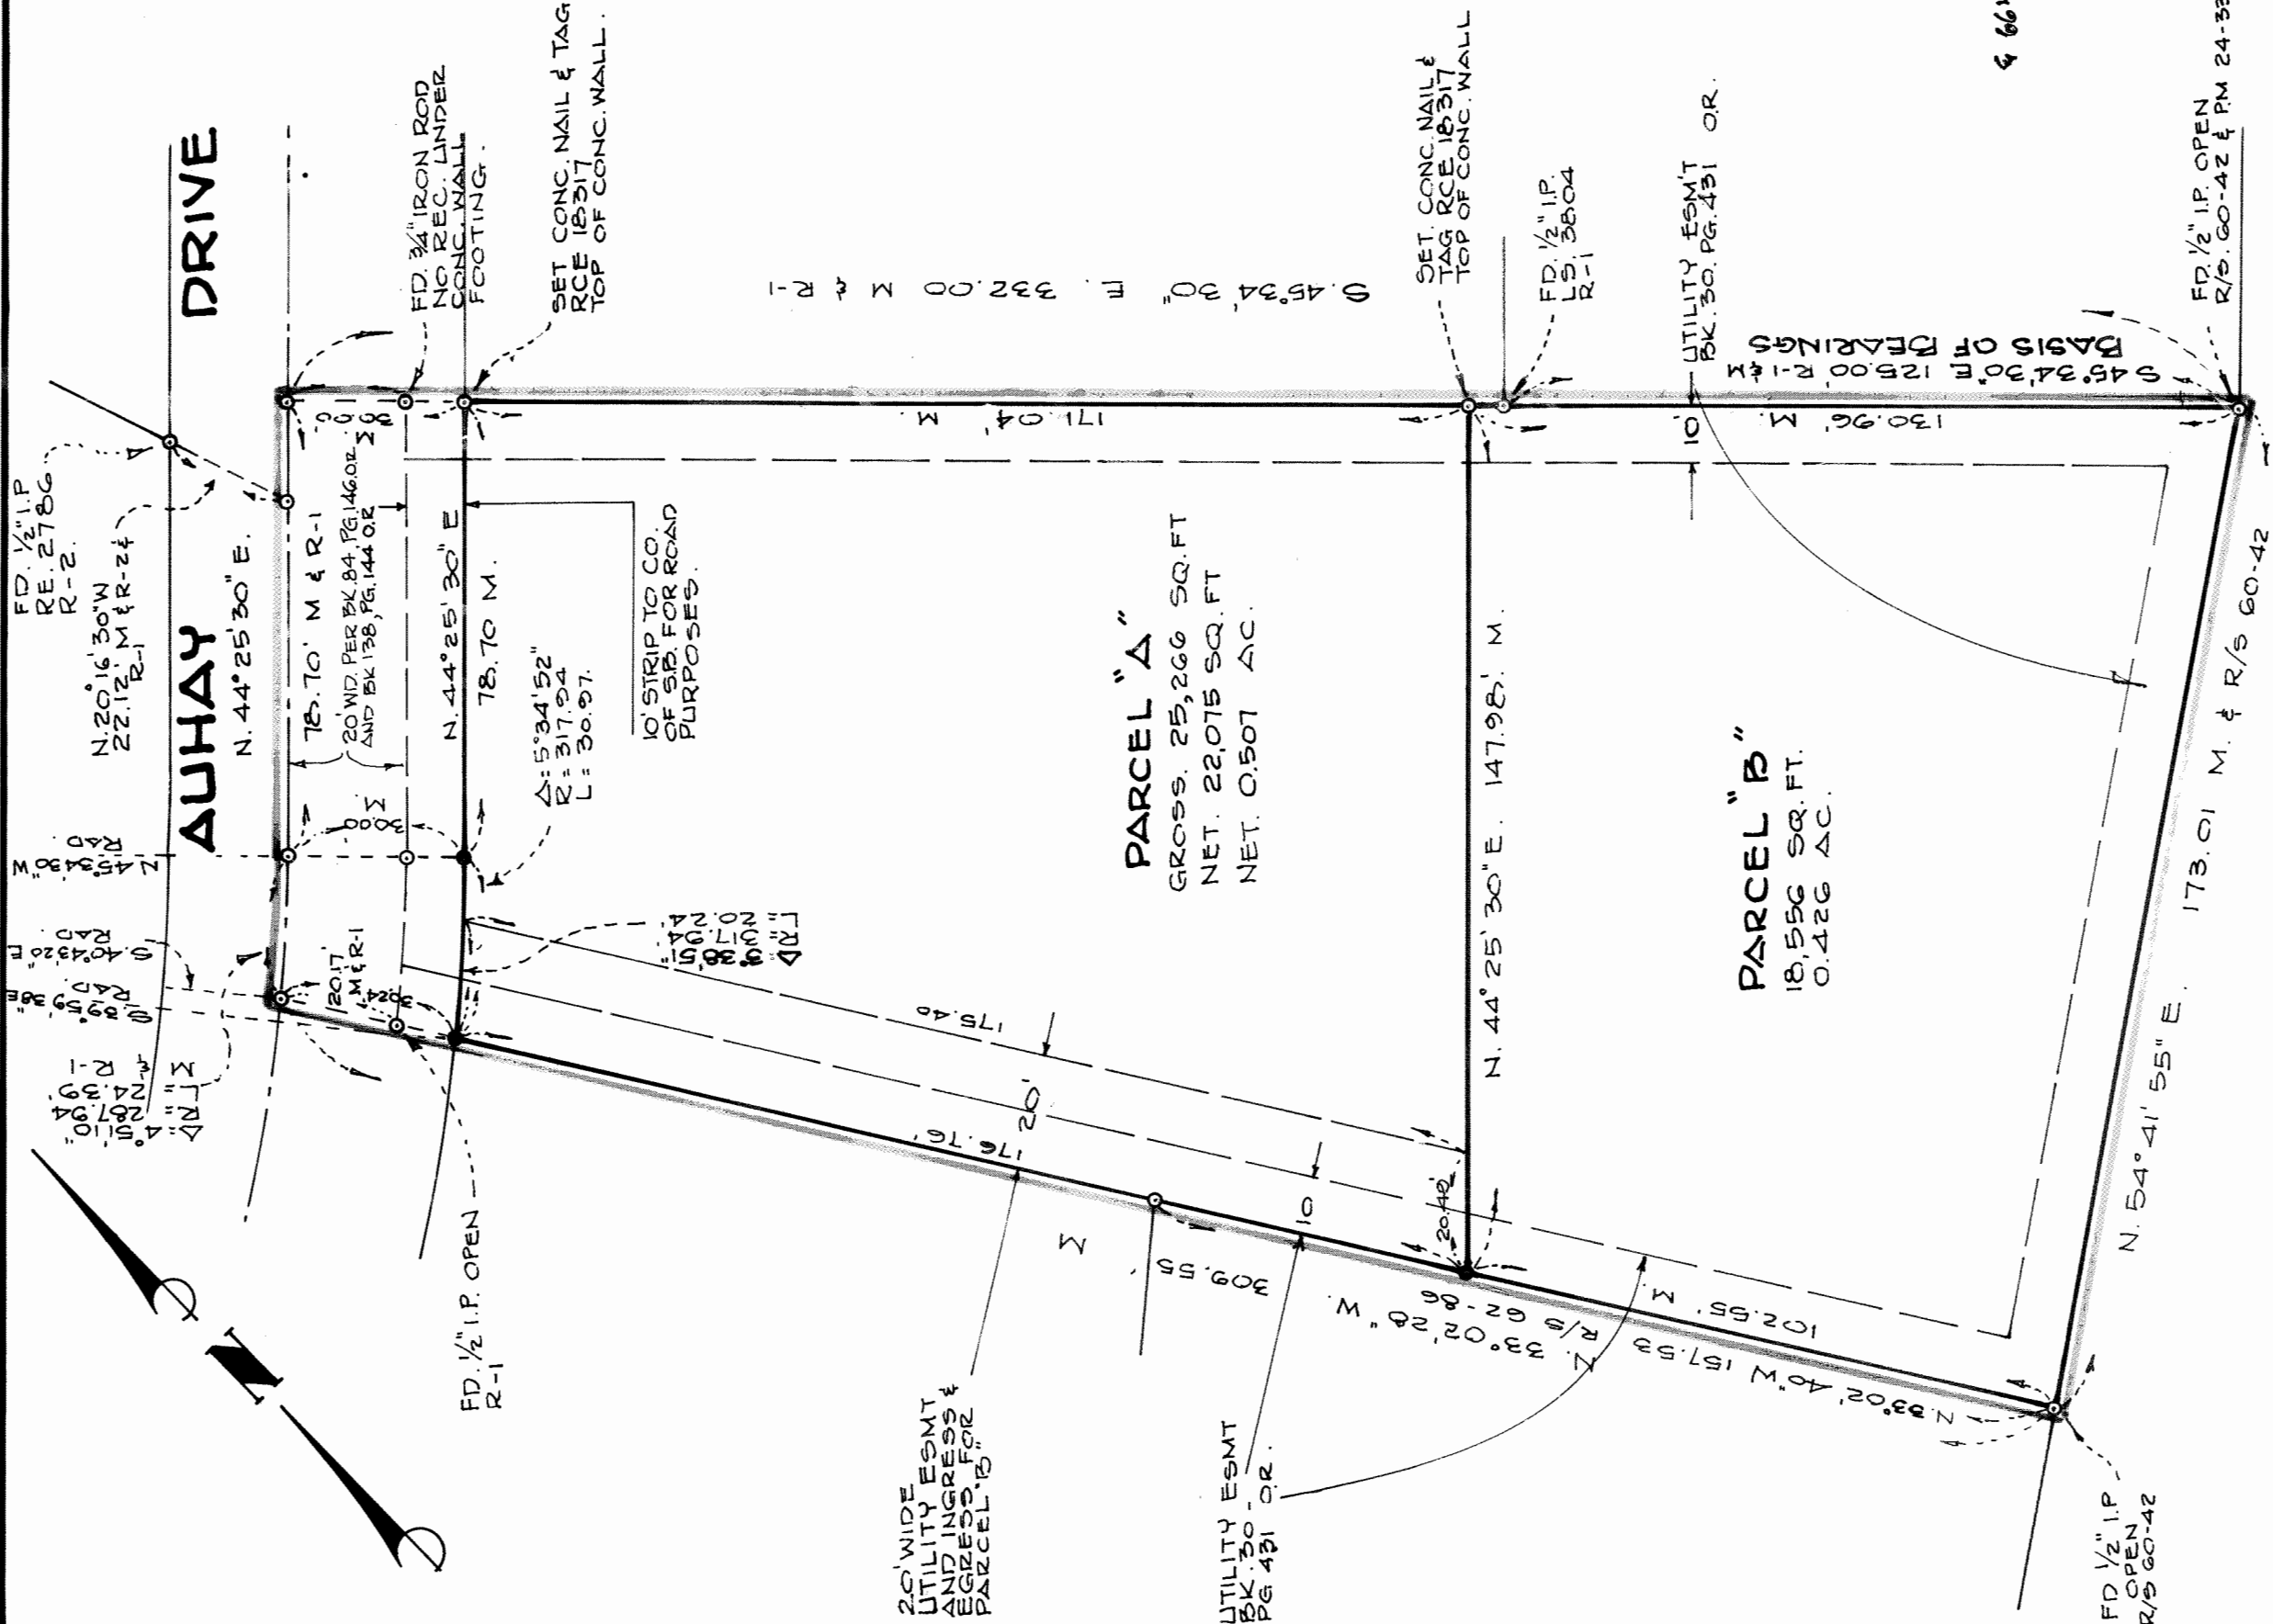 AUHAY DRIVE
N. 44° 25' 30" E.
FD. 1/2" I.P
RE. 2786
R-2.
N. 20° 16' 30" W
22.12' M & R-2 &
R-1
FD. 3/4" IRON ROD
NO REC. UNDER
CONC. WALL
FOOTING.
SET CONC. NAIL & TAG
RCE 18317
TOP OF CONC. WALL.
78.70' M & R-1
20' WD. PER BK. 84, PG. 146 O.R.
AND BK 138, PG. 144 O.R
30.00
M
N. 44° 25' 30" E
78.70 M.
30.00
M.
N 45°34'30" W
RAD.
S. 40°43'20" E
RAD.
S. 39°59'38" E
RAD.
Δ= 4°51'10"
R= 287.94
L= 24.39'
M & R-1
20.17'
M & R-1
30.24
Δ= 5°34'52"
R= 317.94
L= 30.97.
Δ= 3°38'51"
R= 317.94
L= 20.24'
10' STRIP TO CO.
OF S.B. FOR ROAD
PURPOSES.
FD. 1/2" I.P. OPEN
R-1
N
S. 45°34' 30" E. 332.00 M & R-1
171.04' M.
SET. CONC. NAIL &
TAG RCE 18317
TOP OF CONC. WALL
FD. 1/2" I.P.
LS. 3804
R-1
UTILITY ESM'T
BK. 30. PG. 431 O.R.
S 45°34'30" E 125.00' R-1 & M
BASIS OF BEARINGS
130.96' M.
10'
FD. 1/2" I.P. OPEN
R/S. 60-42 & PM 24-33
PARCEL "A"
GROSS. 25,266 SQ.FT
NET. 22,075 SQ.FT
NET. 0.507 AC.
175.40
20'
176.76'
10'
20.49'
309.55' M
N. 33°02'28" W.
R/S 62-86
N. 33°02'40" W 157.53
102.55' M.
N. 44° 25' 30" E. 147.98' M.
PARCEL "B"
18,556 SQ. FT.
0.426 AC.
N. 54° 41' 55" E. 173.01 M. & R/S 60-42
20' WIDE
UTILITY ESMT
AND INGRESS &
EGRESS FOR
PARCEL "B"
UTILITY ESMT
BK. 30 -
PG 431 O.R.
FD 1/2" I.P.
OPEN
R/S 60-42